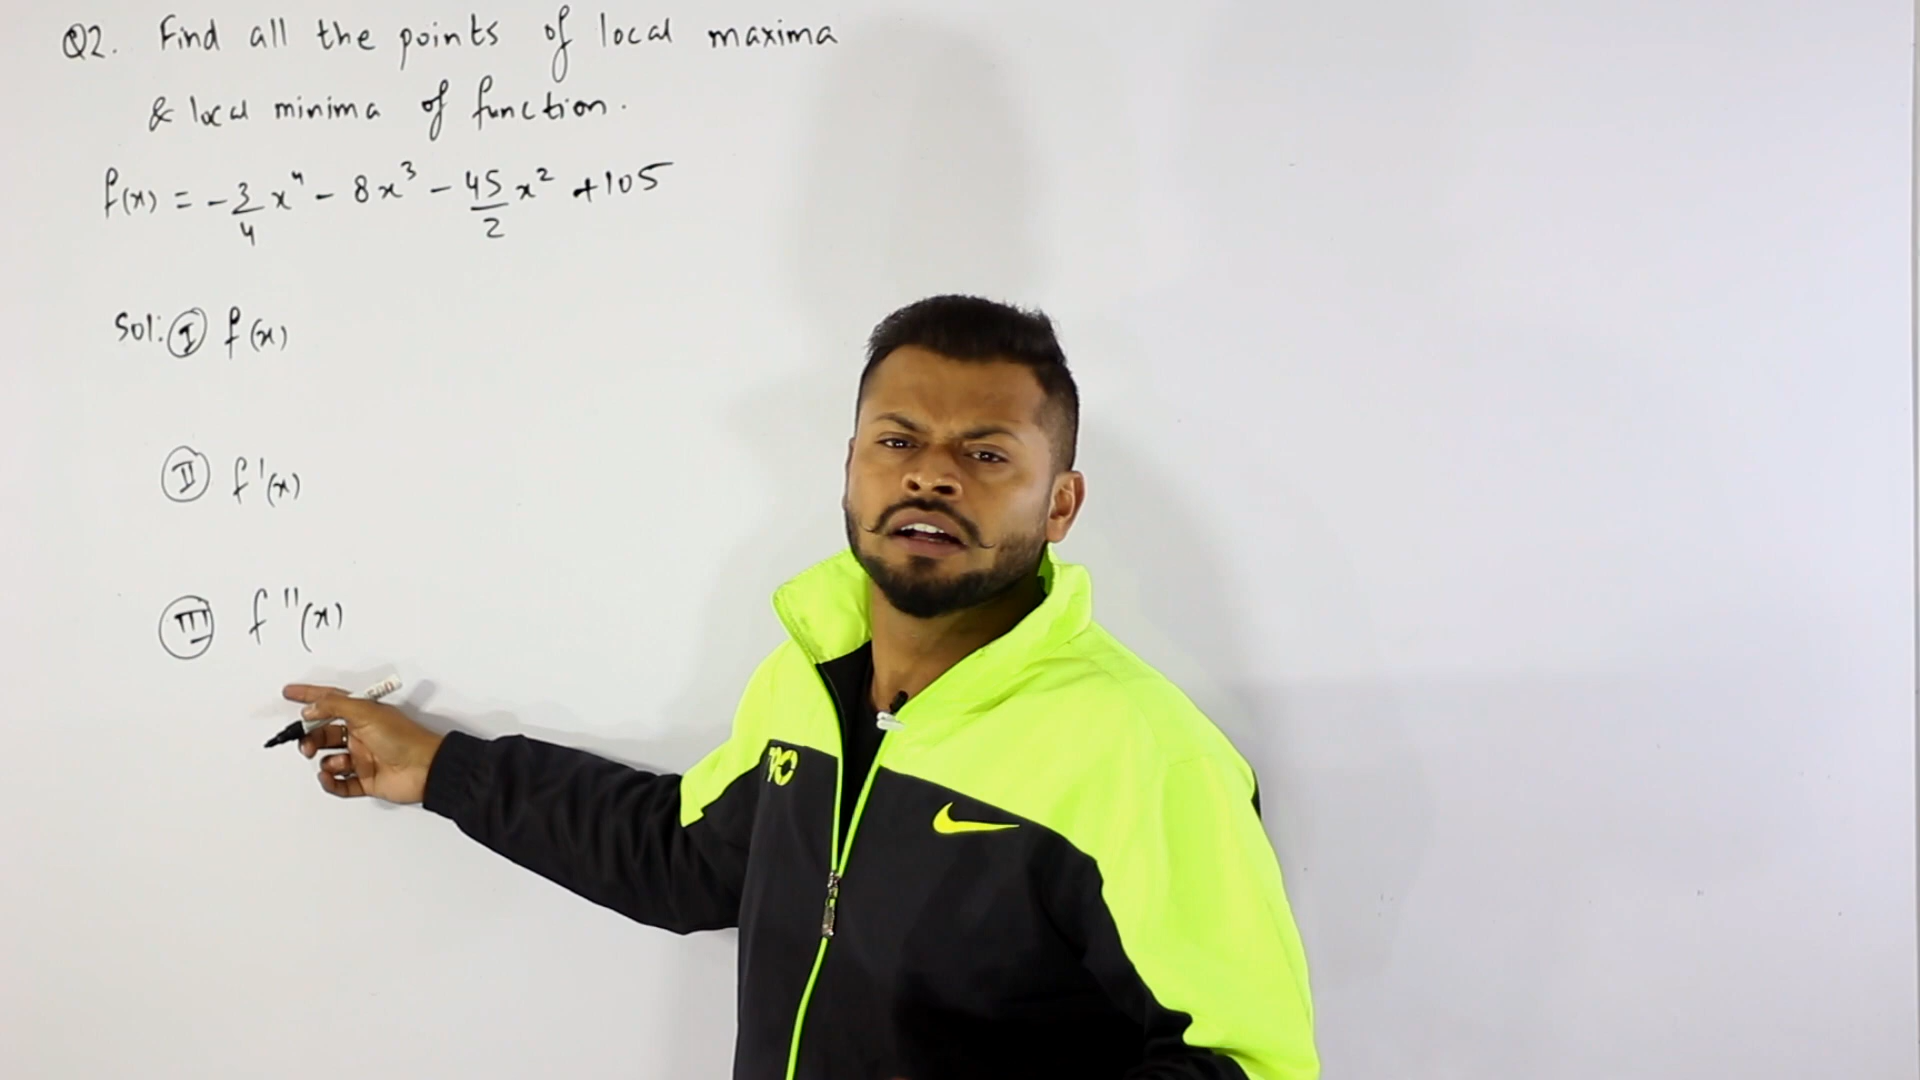 Q2. Find all the points of local maxima
& local minima of function.
f(x) = -3/4 x⁴ - 8x³ - 45/2 x² + 105
Sol: I f(x)
II f'(x)
III f"(x)